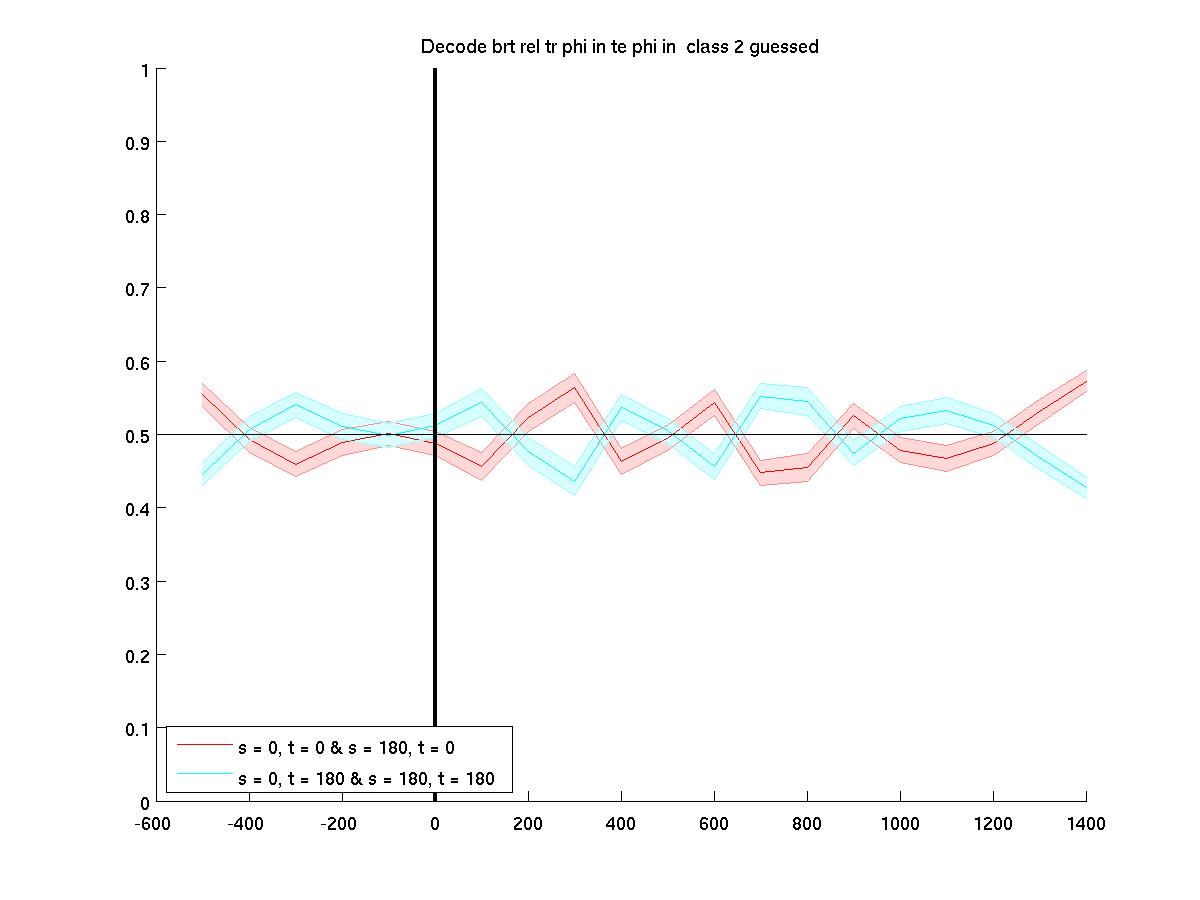 Decode brt rel tr phi in te phi in  class 2 guessed
1
0.9
0.8
0.7
0.6
0.5
0.4
0.3
0.2
0.1
0
s = 0, t = 0 & s = 180, t = 0
s = 0, t = 180 & s = 180, t = 180
-600 -400 -200 0 200 400 600 800 1000 1200 1400